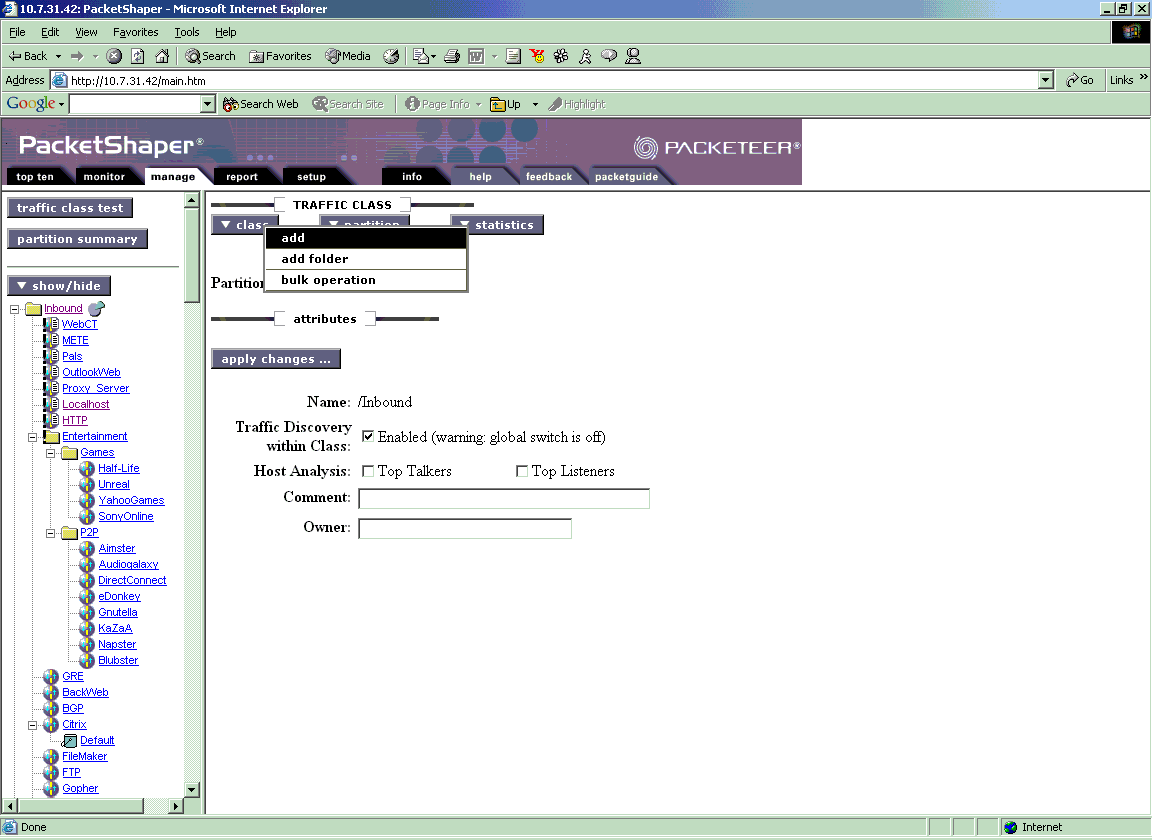 10.7.31.42: PacketShaper - Microsoft Internet Explorer
File Edit View Favorites Tools Help
Back Search Favorites Media
Address http://10.7.31.42/main.htm Go Links »
Google Search Web Search Site Page Info Up Highlight
PacketShaper® PACKETEER®
top ten monitor manage report setup info help feedback packetguide
traffic class test
partition summary
show/hide
Inbound
WebCT
METE
Pals
OutlookWeb
Proxy_Server
Localhost
HTTP
Entertainment
Games
Half-Life
Unreal
YahooGames
SonyOnline
P2P
Aimster
Audiogalaxy
DirectConnect
eDonkey
Gnutella
KaZaA
Napster
Blubster
GRE
BackWeb
BGP
Citrix
Default
FileMaker
FTP
Gopher
TRAFFIC CLASS
class partition statistics
add
add folder
bulk operation
Partition
attributes
apply changes ...
Name: /Inbound
Traffic Discovery
within Class: Enabled (warning: global switch is off)
Host Analysis: Top Talkers Top Listeners
Comment:
Owner:
Done Internet